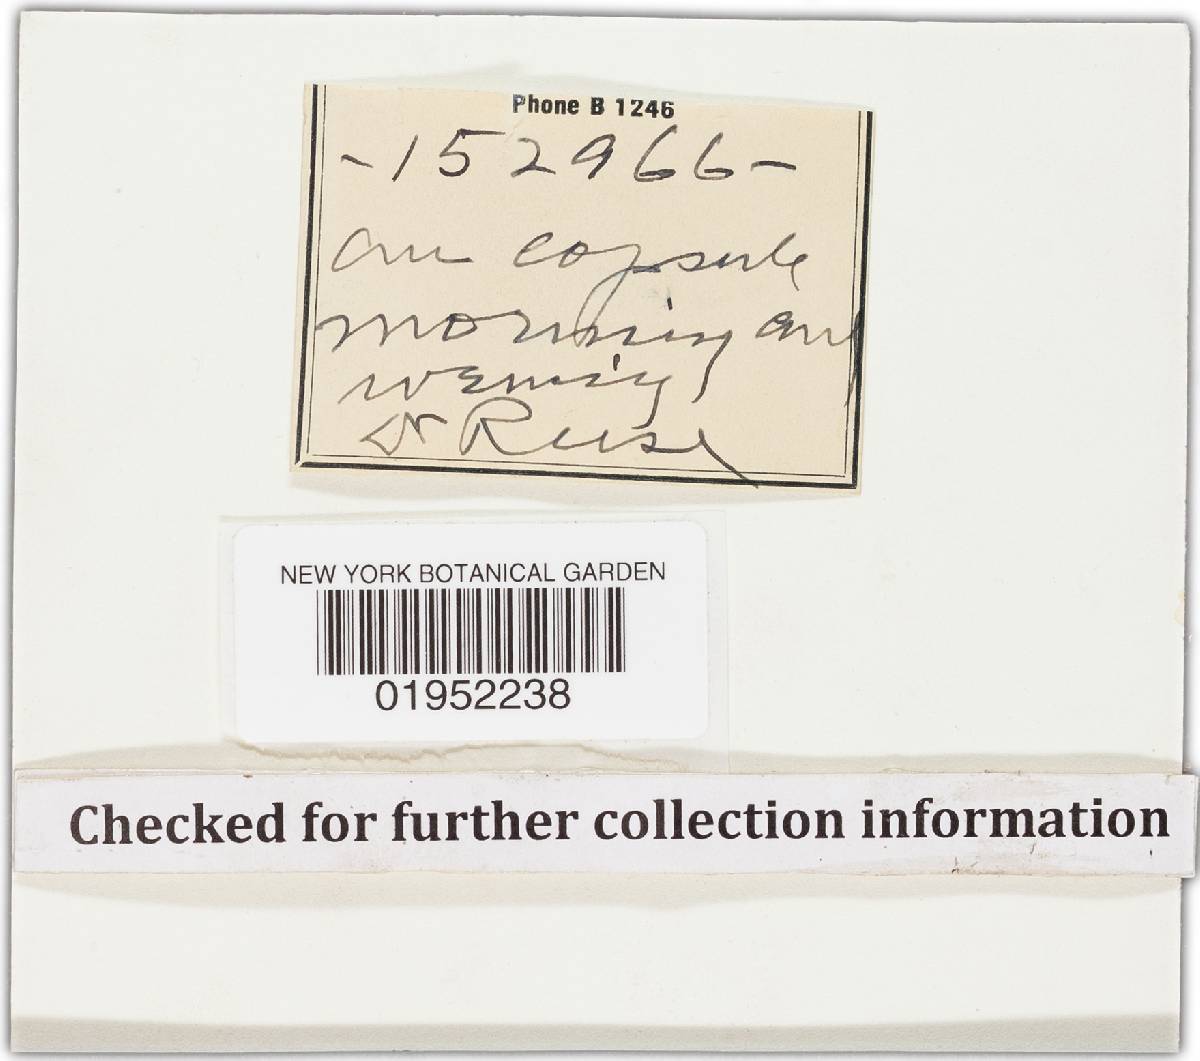 Phone B 1246
-152966-
One capsule
morning and
evening
Dr Reese
NEW YORK BOTANICAL GARDEN
01952238
Checked for further collection information